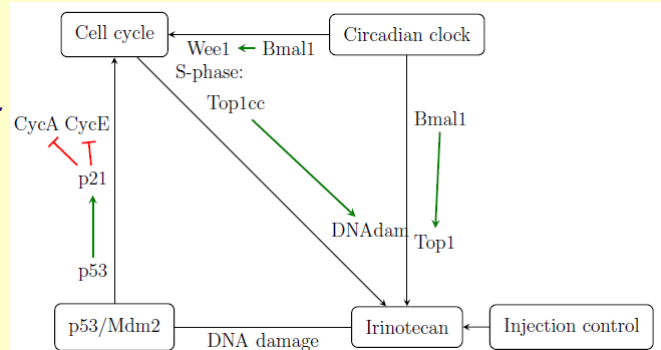 Cell cycle
Circadian clock
Wee1 Bmal1
S-phase:
Top1cc
CycA CycE
Bmal1
p21
DNAdam
Top1
p53
p53/Mdm2
DNA damage
Irinotecan
Injection control